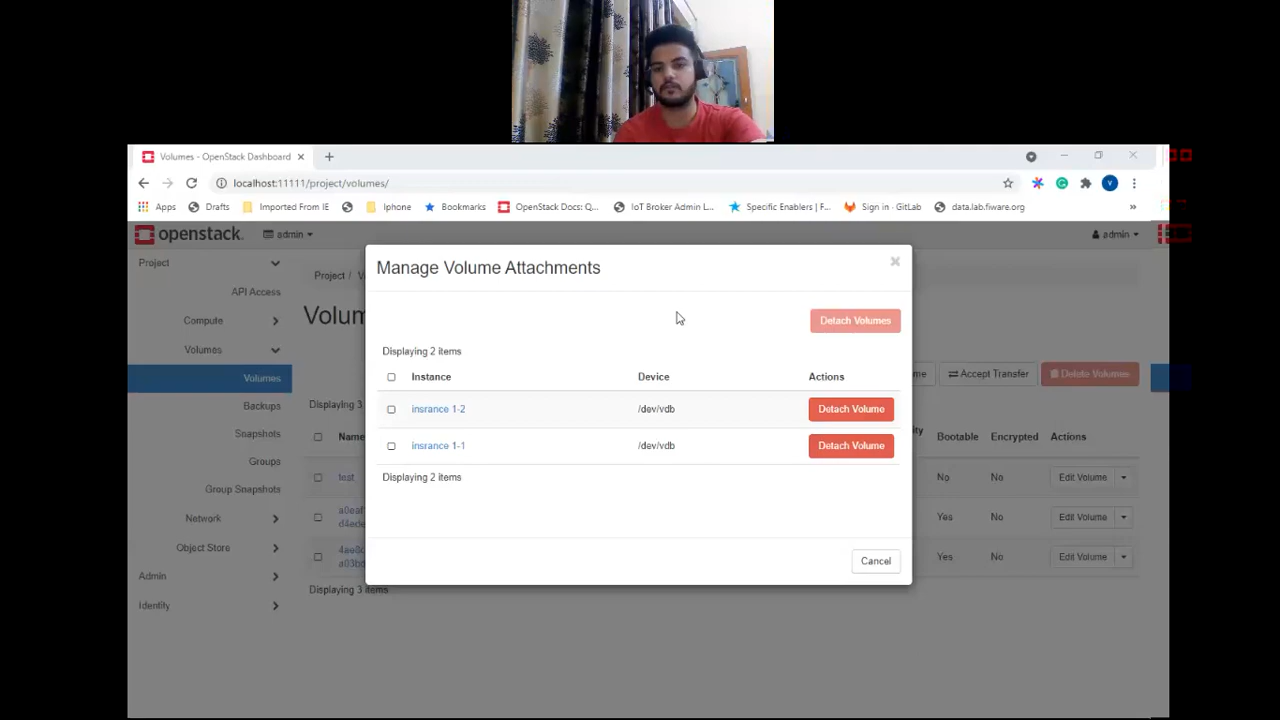 Volumes - OpenStack Dashboard
localhost:11111/project/volumes/
V
Apps Drafts Imported From IE Iphone Bookmarks OpenStack Docs: Q... IoT Broker Admin L... Specific Enablers | F... Sign in · GitLab data.lab.fiware.org »
openstack. admin admin
Project
API Access
Compute
Volumes
Volumes
Backups
Snapshots
Groups
Group Snapshots
Network
Object Store
Admin
Identity
Project / V
Volum
me Accept Transfer Delete Volumes
Displaying 3
Name Bootable Encrypted Actions
test No No Edit Volume
Yes No Edit Volume
Yes No Edit Volume
Displaying 3 items
Manage Volume Attachments ×
Detach Volumes
Displaying 2 items
Instance Device Actions
insrance 1-2 /dev/vdb Detach Volume
insrance 1-1 /dev/vdb Detach Volume
Displaying 2 items
Cancel